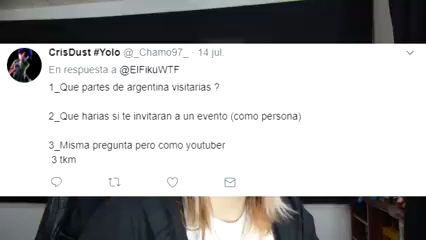 CrisDust #Yolo @_Chamo97_ · 14 jul.
En respuesta a @ElFikuWTF
1_Que partes de argentina visitarias ?
2_Que harias si te invitaran a un evento (como persona)
3_Misma pregunta pero como youtuber
:3 tkm